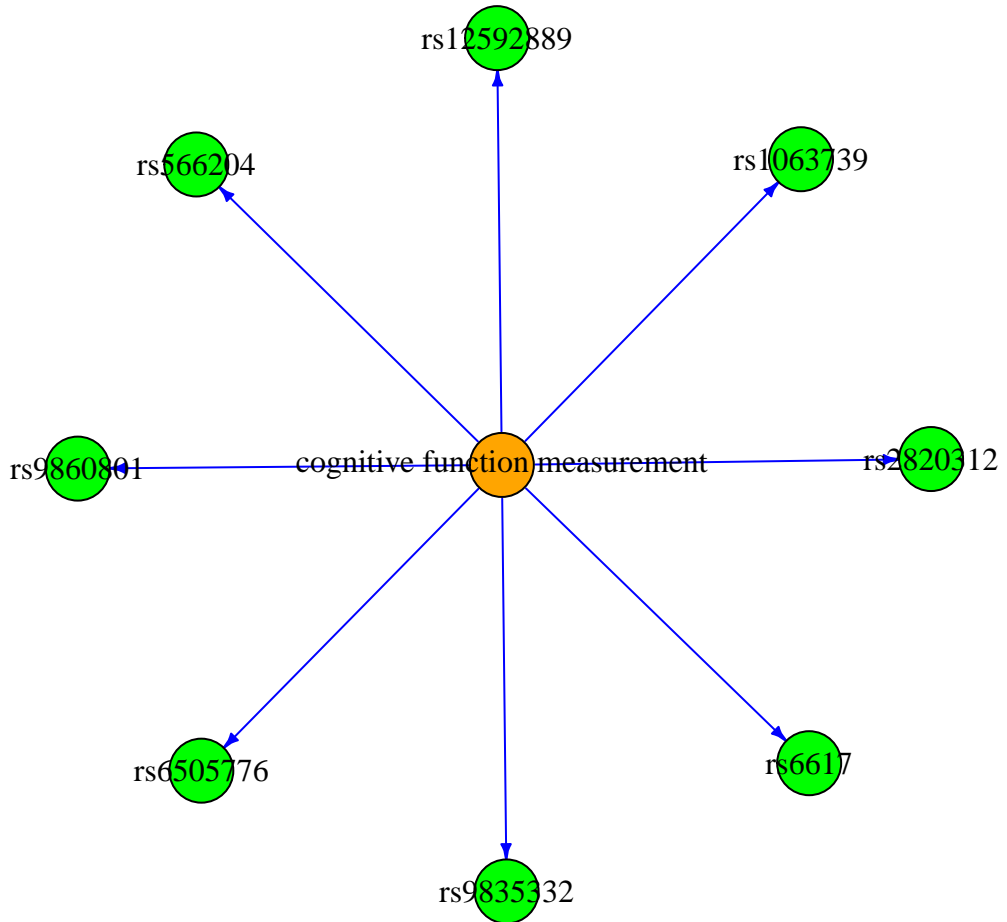 rs12592889
rs1063739
rs566204
cognitive function measurement
rs2820312
rs9860801
rs6617
rs6505776
rs9835332